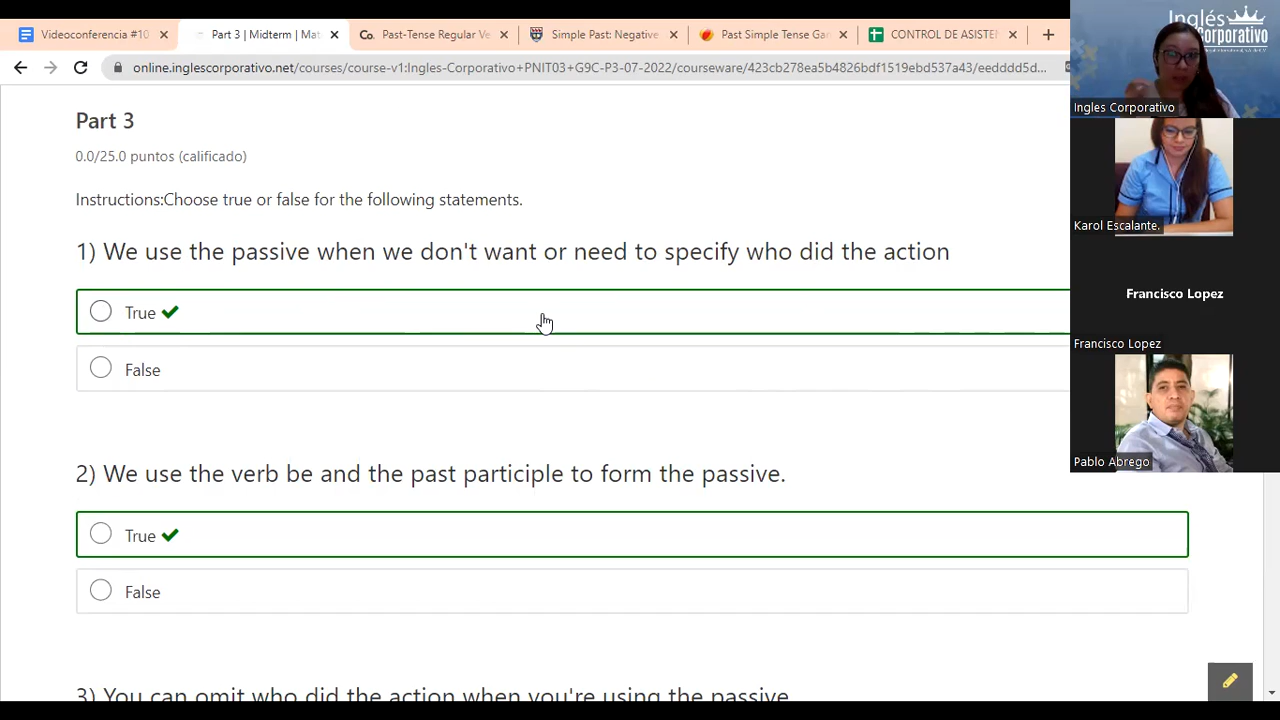 Videoconferencia #10
Part 3 | Midterm | Mat
Co.
Past-Tense Regular Ve
Simple Past: Negative
Past Simple Tense Gam
CONTROL DE ASISTEN
online.inglescorporativo.net/courses/course-v1:Ingles-Corporativo+PMIT03+G9C-P3-07-2022/courseware/423cb278ea5b4826bdf1519ebd537a43/eedddd5d...
Inglés
Corporativo
Ingles Corporativo
Part 3
0.0/25.0 puntos (calificado)
Instructions:Choose true or false for the following statements.
1) We use the passive when we don't want or need to specify who did the action
True
False
2) We use the verb be and the past participle to form the passive.
True
False
3) You can omit who did the action when you're using the passive
Karol Escalante.
Francisco Lopez
Francisco Lopez
Pablo Abrego